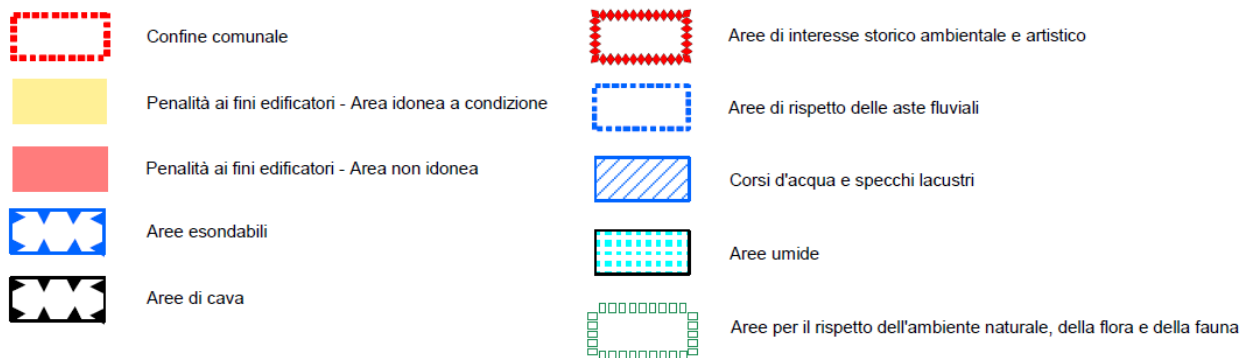 Confine comunale
Penalità ai fini edificatori - Area idonea a condizione
Penalità ai fini edificatori - Area non idonea
Aree esondabili
Aree di cava
Aree di interesse storico ambientale e artistico
Aree di rispetto delle aste fluviali
Corsi d'acqua e specchi lacustri
Aree umide
Aree per il rispetto dell'ambiente naturale, della flora e della fauna